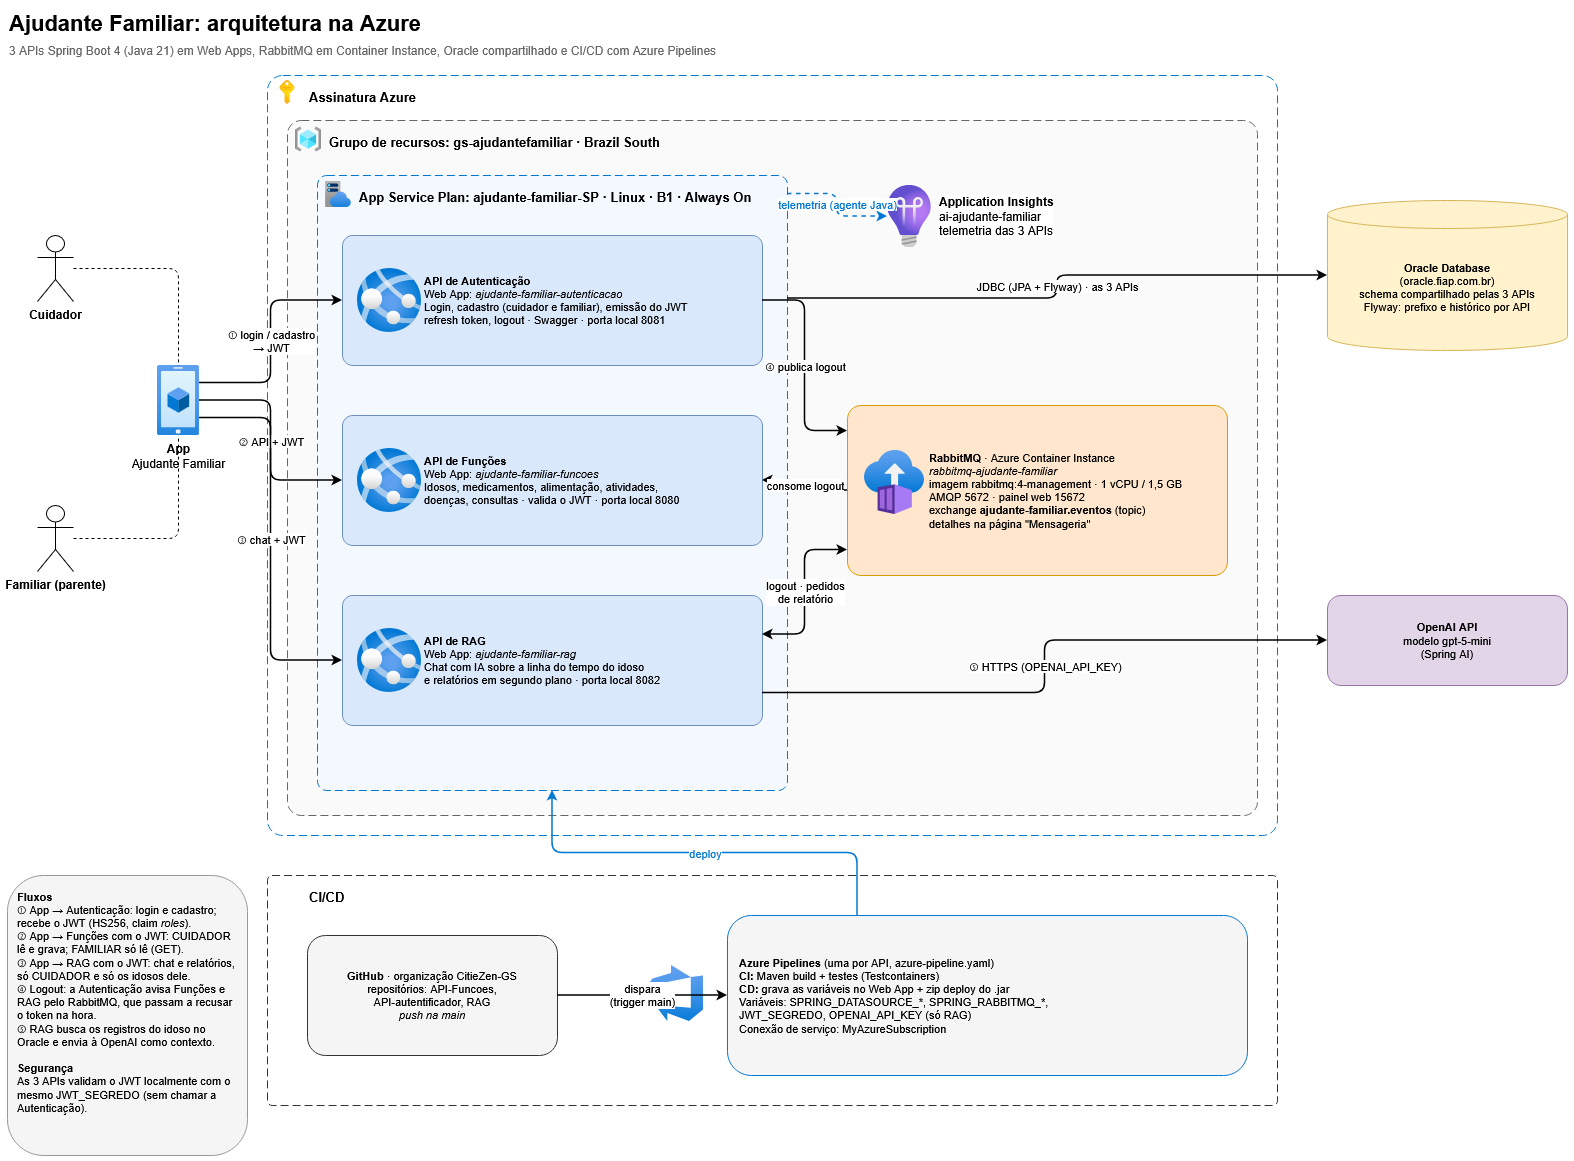 Ajudante Familiar: arquitetura na Azure
3 APIs Spring Boot 4 (Java 21) em Web Apps, RabbitMQ em Container Instance, Oracle compartilhado e CI/CD com Azure Pipelines
Assinatura Azure
Grupo de recursos: gs-ajudantefamiliar · Brazil South
App Service Plan: ajudante-familiar-SP · Linux · B1 · Always On
telemetria (agente Java)
Application Insights
ai-ajudante-familiar
telemetria das 3 APIs
Cuidador
App
Ajudante Familiar
Familiar (parente)
① login / cadastro
→ JWT
② API + JWT
③ chat + JWT
API de Autenticação
Web App: ajudante-familiar-autenticacao
Login, cadastro (cuidador e familiar), emissão do JWT
refresh token, logout · Swagger · porta local 8081
API de Funções
Web App: ajudante-familiar-funcoes
Idosos, medicamentos, alimentação, atividades,
doenças, consultas · valida o JWT · porta local 8080
API de RAG
Web App: ajudante-familiar-rag
Chat com IA sobre a linha do tempo do idoso
e relatórios em segundo plano · porta local 8082
JDBC (JPA + Flyway) · as 3 APIs
④ publica logout
consome logout
logout · pedidos
de relatório
⑤ HTTPS (OPENAI_API_KEY)
RabbitMQ · Azure Container Instance
rabbitmq-ajudante-familiar
imagem rabbitmq:4-management · 1 vCPU / 1,5 GB
AMQP 5672 · painel web 15672
exchange ajudante-familiar.eventos (topic)
detalhes na página "Mensageria"
Oracle Database
(oracle.fiap.com.br)
schema compartilhado pelas 3 APIs
Flyway: prefixo e histórico por API
OpenAI API
modelo gpt-5-mini
(Spring AI)
deploy
CI/CD
GitHub · organização CitieZen-GS
repositórios: API-Funcoes,
API-autentificador, RAG
push na main
dispara
(trigger main)
Azure Pipelines (uma por API, azure-pipeline.yaml)
CI: Maven build + testes (Testcontainers)
CD: grava as variáveis no Web App + zip deploy do .jar
Variáveis: SPRING_DATASOURCE_*, SPRING_RABBITMQ_*,
JWT_SEGREDO, OPENAI_API_KEY (só RAG)
Conexão de serviço: MyAzureSubscription
Fluxos
① App → Autenticação: login e cadastro;
recebe o JWT (HS256, claim roles).
② App → Funções com o JWT: CUIDADOR
lê e grava; FAMILIAR só lê (GET).
③ App → RAG com o JWT: chat e relatórios,
só CUIDADOR e só os idosos dele.
④ Logout: a Autenticação avisa Funções e
RAG pelo RabbitMQ, que passam a recusar
o token na hora.
⑤ RAG busca os registros do idoso no
Oracle e envia à OpenAI como contexto.
Segurança
As 3 APIs validam o JWT localmente com o
mesmo JWT_SEGREDO (sem chamar a
Autenticação).